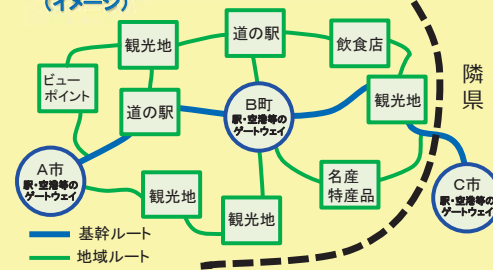 (イメージ)
道の駅
観光地
飲食店
隣県
ビュー
ポイント
道の駅
B町
駅・空港等の
ゲートウェイ
観光地
A市
駅・空港等の
ゲートウェイ
観光地
観光地
名産
特産品
C市
駅・空港等の
ゲートウェイ
基幹ルート
地域ルート